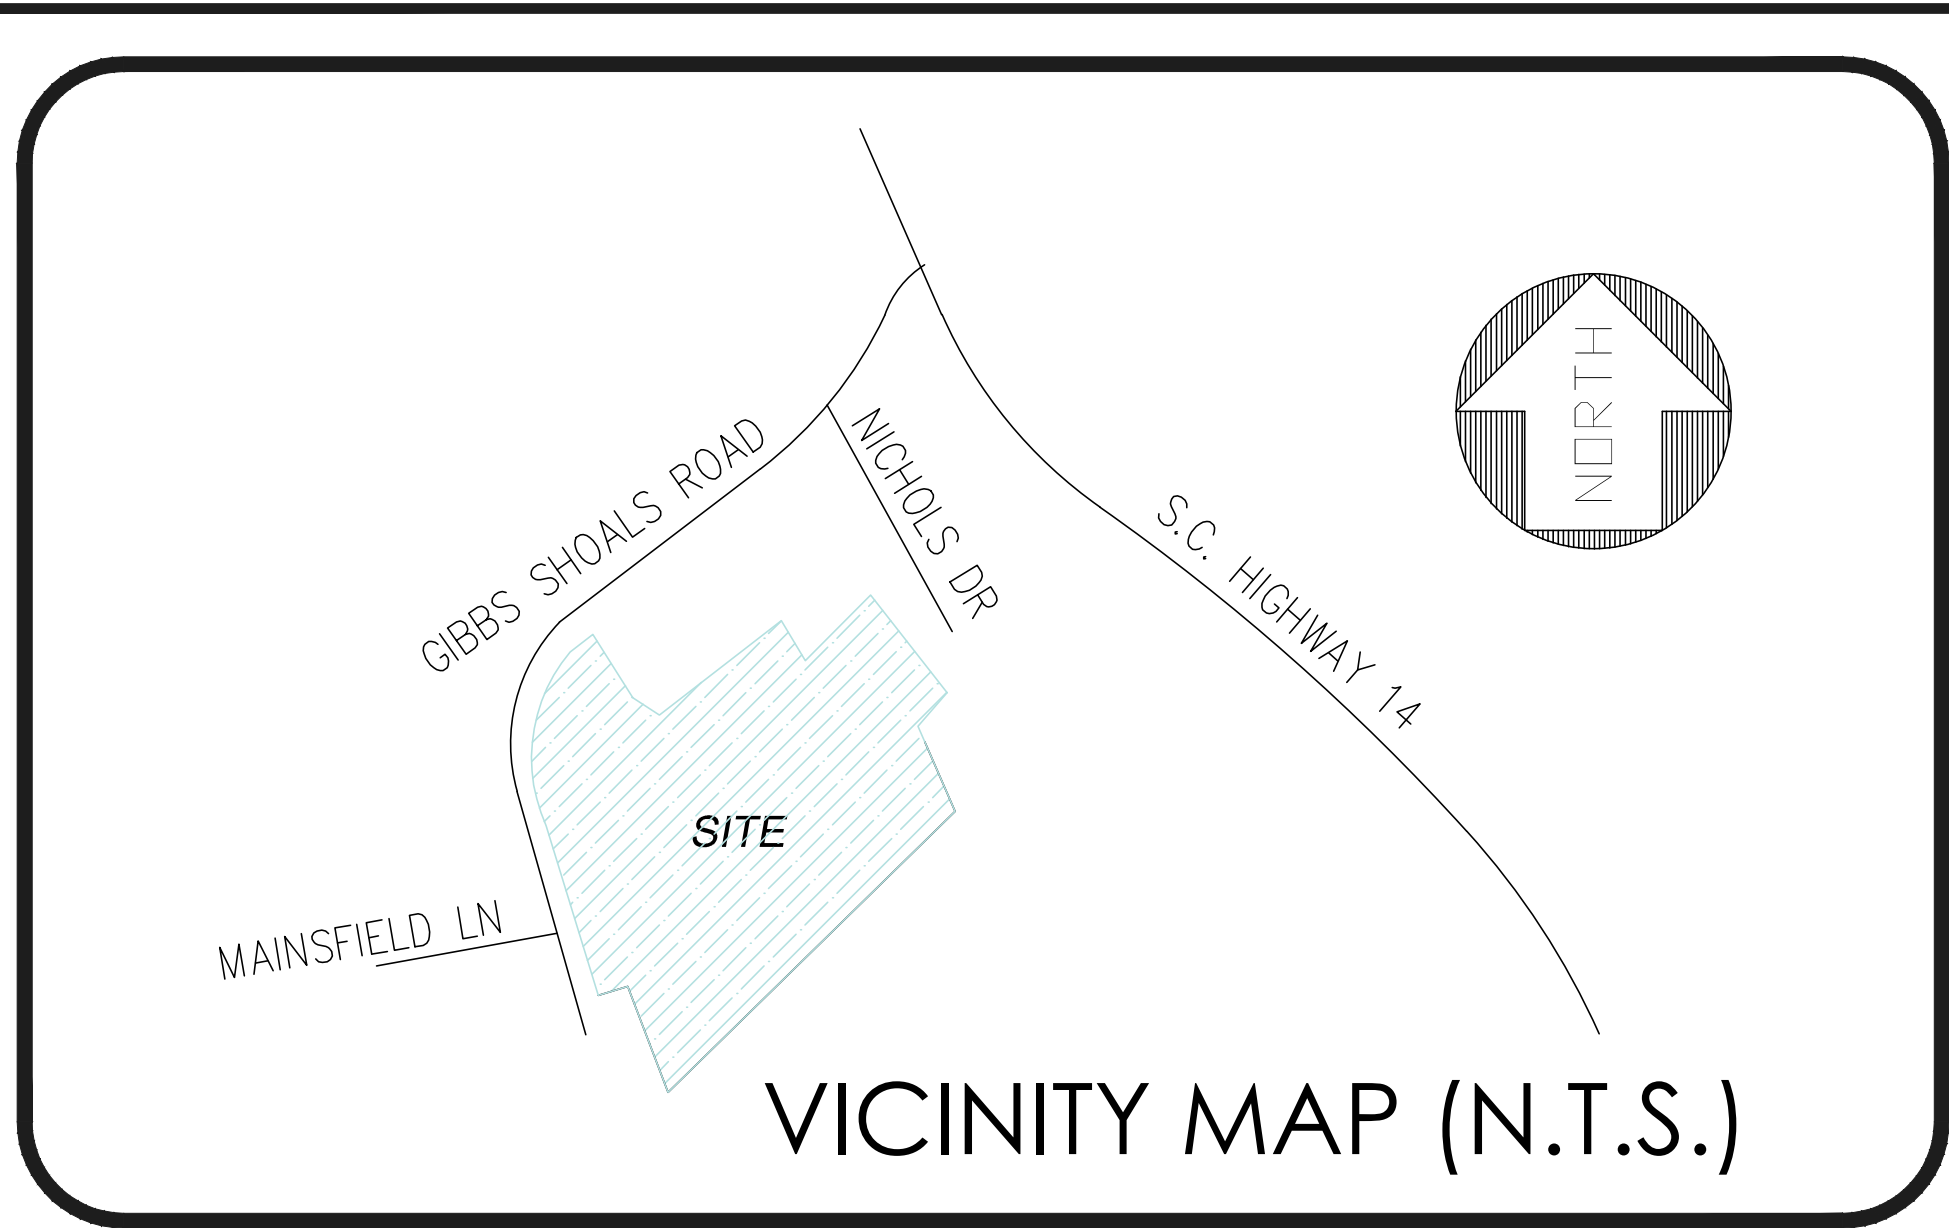 NORTH
GIBBS SHOALS ROAD
NICHOLS DR
S.C. HIGHWAY 14
SITE
MAINSFIELD LN
VICINITY MAP (N.T.S.)